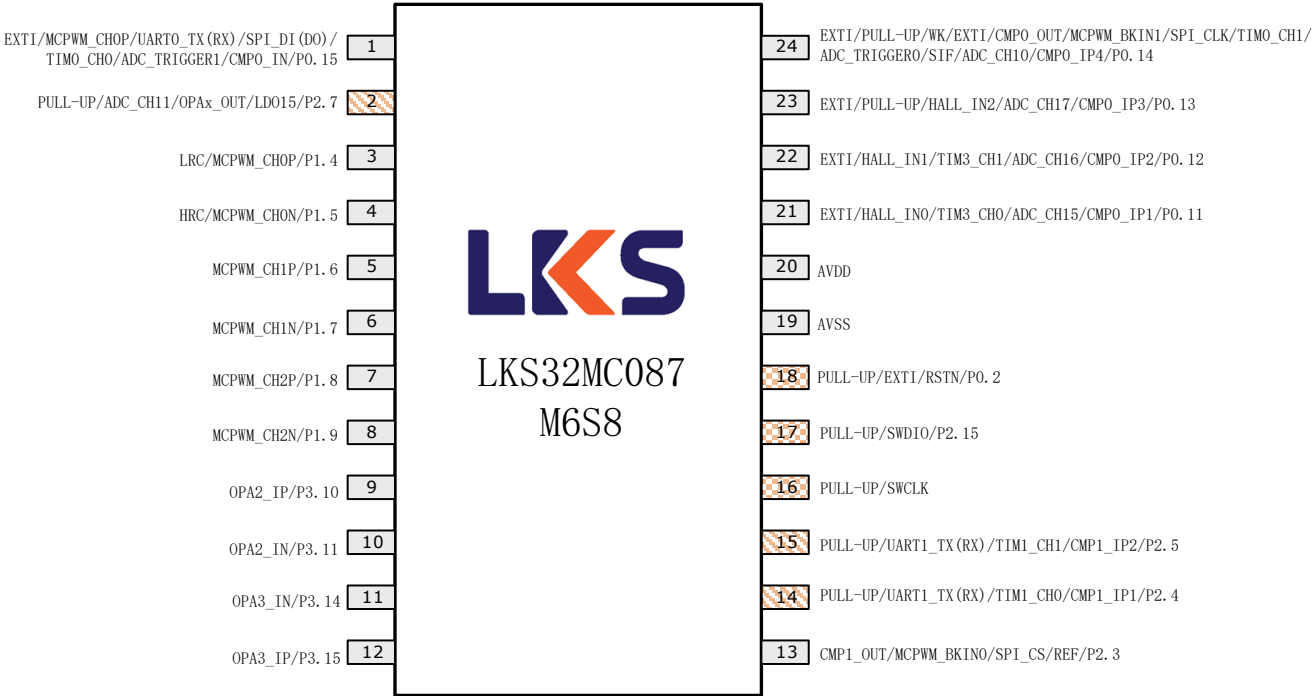 EXTI/MCPWM_CH0P/UART0_TX(RX)/SPI_DI(DO)/
TIM0_CH0/ADC_TRIGGER1/CMP0_IN/P0.15
1
PULL-UP/ADC_CH11/OPAx_OUT/LDO15/P2.7
2
LRC/MCPWM_CH0P/P1.4
3
HRC/MCPWM_CH0N/P1.5
4
MCPWM_CH1P/P1.6
5
MCPWM_CH1N/P1.7
6
MCPWM_CH2P/P1.8
7
MCPWM_CH2N/P1.9
8
OPA2_IP/P3.10
9
OPA2_IN/P3.11
10
OPA3_IN/P3.14
11
OPA3_IP/P3.15
12
LKS
LKS32MC087
M6S8
24
EXTI/PULL-UP/WK/EXTI/CMP0_OUT/MCPWM_BKIN1/SPI_CLK/TIM0_CH1/
ADC_TRIGGER0/SIF/ADC_CH10/CMP0_IP4/P0.14
23
EXTI/PULL-UP/HALL_IN2/ADC_CH17/CMP0_IP3/P0.13
22
EXTI/HALL_IN1/TIM3_CH1/ADC_CH16/CMP0_IP2/P0.12
21
EXTI/HALL_IN0/TIM3_CH0/ADC_CH15/CMP0_IP1/P0.11
20
AVDD
19
AVSS
18
PULL-UP/EXTI/RSTN/P0.2
17
PULL-UP/SWDIO/P2.15
16
PULL-UP/SWCLK
15
PULL-UP/UART1_TX(RX)/TIM1_CH1/CMP1_IP2/P2.5
14
PULL-UP/UART1_TX(RX)/TIM1_CH0/CMP1_IP1/P2.4
13
CMP1_OUT/MCPWM_BKIN0/SPI_CS/REF/P2.3